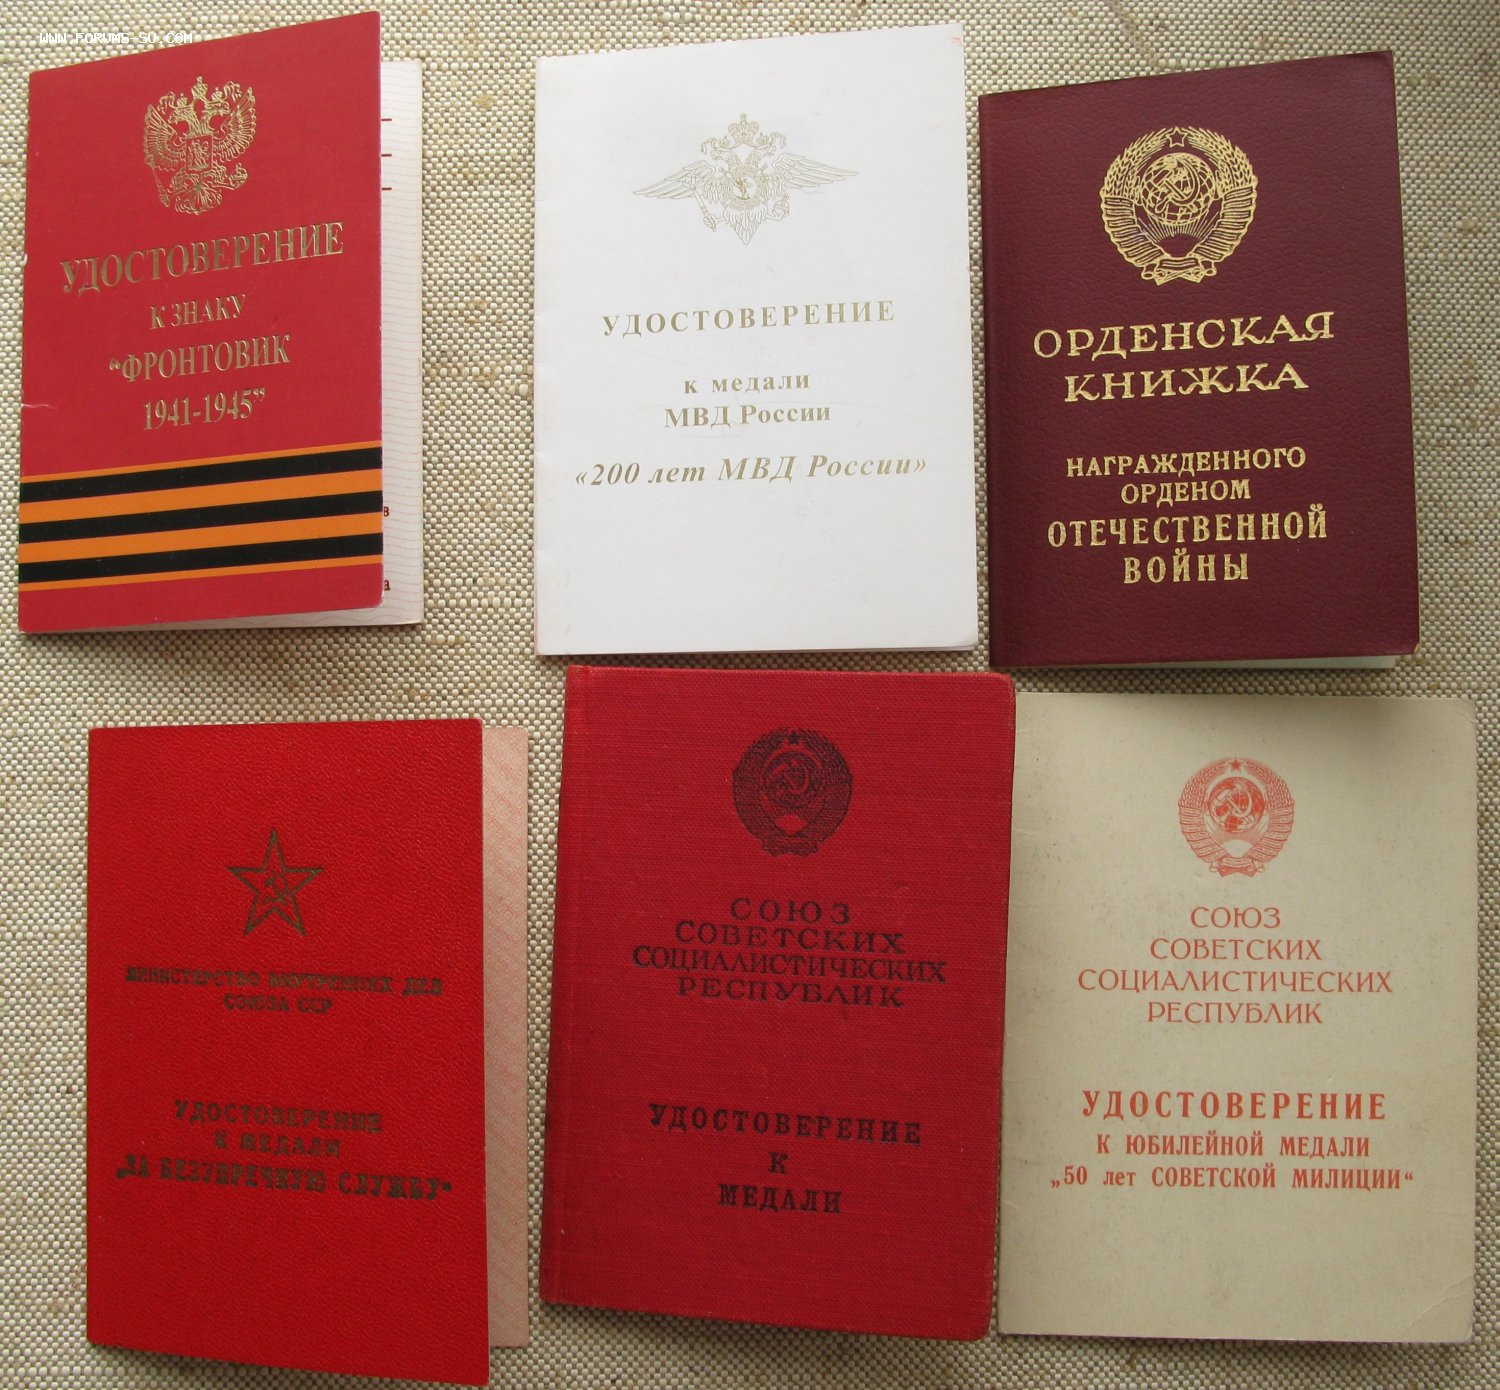 WWW.FORUMS-SU.COM
УДОСТОВЕРЕНИЕ
К ЗНАКУ
“ФРОНТОВИК
1941-1945”
в
а
УДОСТОВЕРЕНИЕ
к медали
МВД России
«200 лет МВД России»
ОРДЕНСКАЯ
КНИЖКА
НАГРАЖДЕННОГО
ОРДЕНОМ
ОТЕЧЕСТВЕННОЙ
ВОЙНЫ
МИНИСТЕРСТВО ВНУТРЕННИХ ДЕЛ
СОЮЗА ССР
УДОСТОВЕРЕНИЕ
К МЕДАЛИ
„ЗА БЕЗУПРЕЧНУЮ СЛУЖБУ“
СОЮЗ
СОВЕТСКИХ
СОЦИАЛИСТИЧЕСКИХ
РЕСПУБЛИК
УДОСТОВЕРЕНИЕ
К
МЕДАЛИ
СОЮЗ
СОВЕТСКИХ
СОЦИАЛИСТИЧЕСКИХ
РЕСПУБЛИК
УДОСТОВЕРЕНИЕ
К ЮБИЛЕЙНОЙ МЕДАЛИ
„50 лет СОВЕТСКОЙ МИЛИЦИИ“